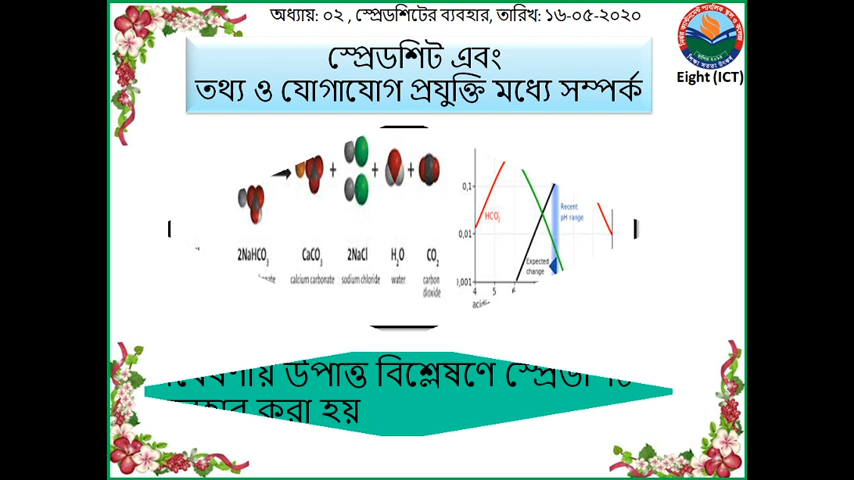 অধ্যায়: ০২, স্প্রেডশিটের ব্যবহার, তারিখ: ১৬-০৫-২০২০
Eight (ICT)
স্প্রেডশিট এবং
তথ্য ও যোগাযোগ প্রযুক্তি মধ্যে সম্পর্ক
+ + + +
2NaHCO₃ CaCO₃ 2NaCl H₂O CO₂
calcium carbonate sodium chloride water carbon dioxide
0,1
HCO₃⁻
Recent
pH range
0,01
Expected
change
0,001
4 5
উপাত্ত বিশ্লেষণে
করা হয়